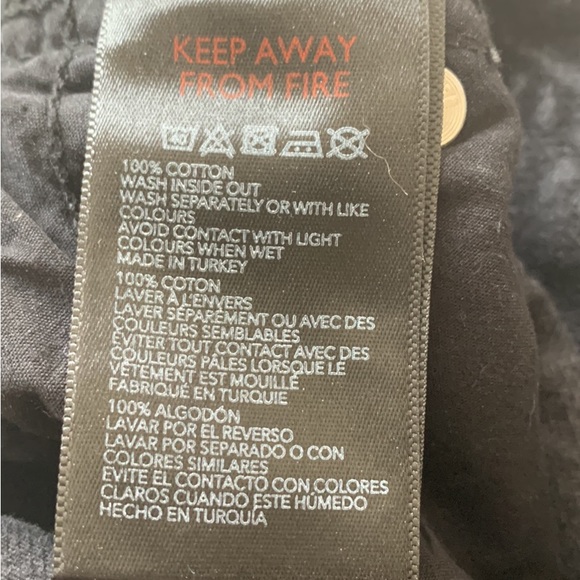 KEEP AWAY
FROM FIRE
100% COTTON
WASH INSIDE OUT
WASH SEPARATELY OR WITH LIKE
COLOURS
AVOID CONTACT WITH LIGHT
COLOURS WHEN WET
MADE IN TURKEY
100% COTON
LAVER À L'ENVERS
LAVER SÉPARÉMENT OU AVEC DES
COULEURS SEMBLABLES
ÉVITER TOUT CONTACT AVEC DES
COULEURS PÂLES LORSQUE LE
VÊTEMENT EST MOUILLÉ
FABRIQUÉ EN TURQUIE
100% ALGODÓN
LAVAR POR EL REVERSO
LAVAR POR SEPARADO O CON
COLORES SIMILARES
EVITE EL CONTACTO CON COLORES
CLAROS CUANDO ESTE HÚMEDO
HECHO EN TURQUÍA